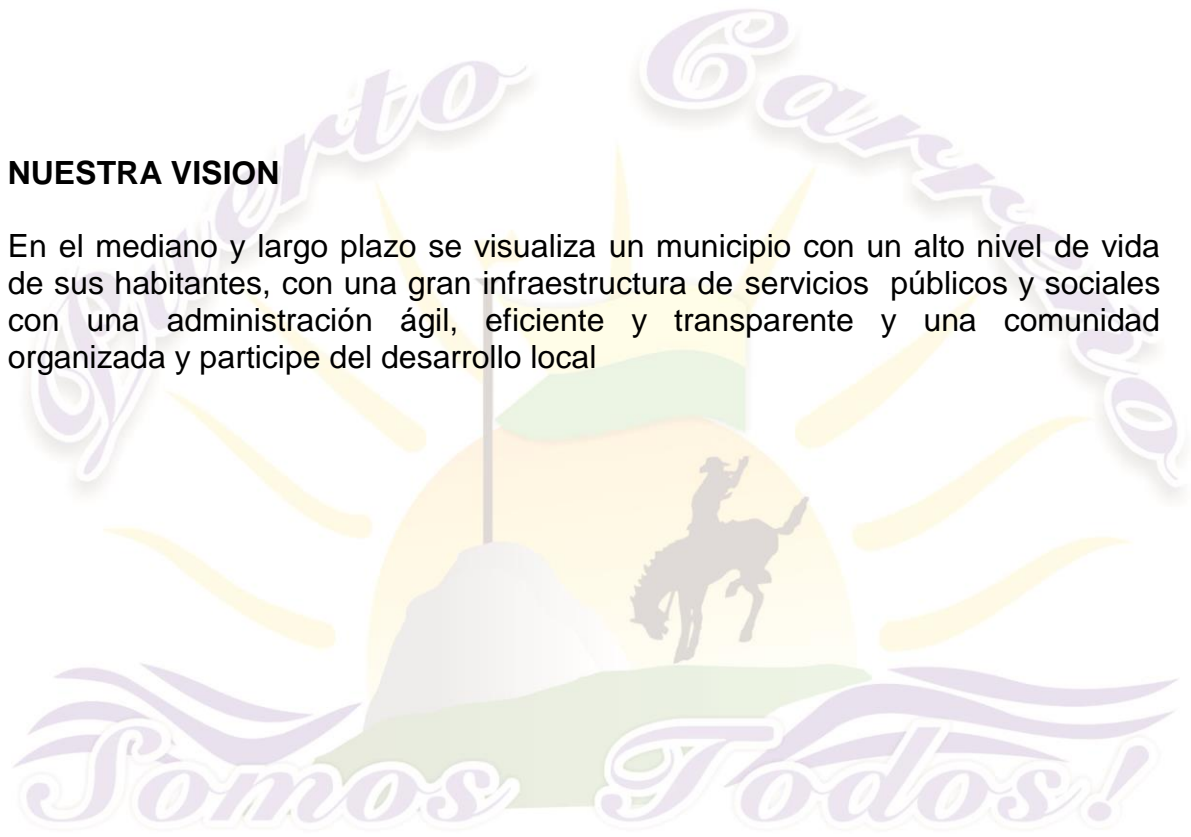 Puerto Carreño
NUESTRA VISION
En el mediano y largo plazo se visualiza un municipio con un alto nivel de vida
de sus habitantes, con una gran infraestructura de servicios públicos y sociales
con una administración ágil, eficiente y transparente y una comunidad
organizada y participe del desarrollo local
Somos Todos!